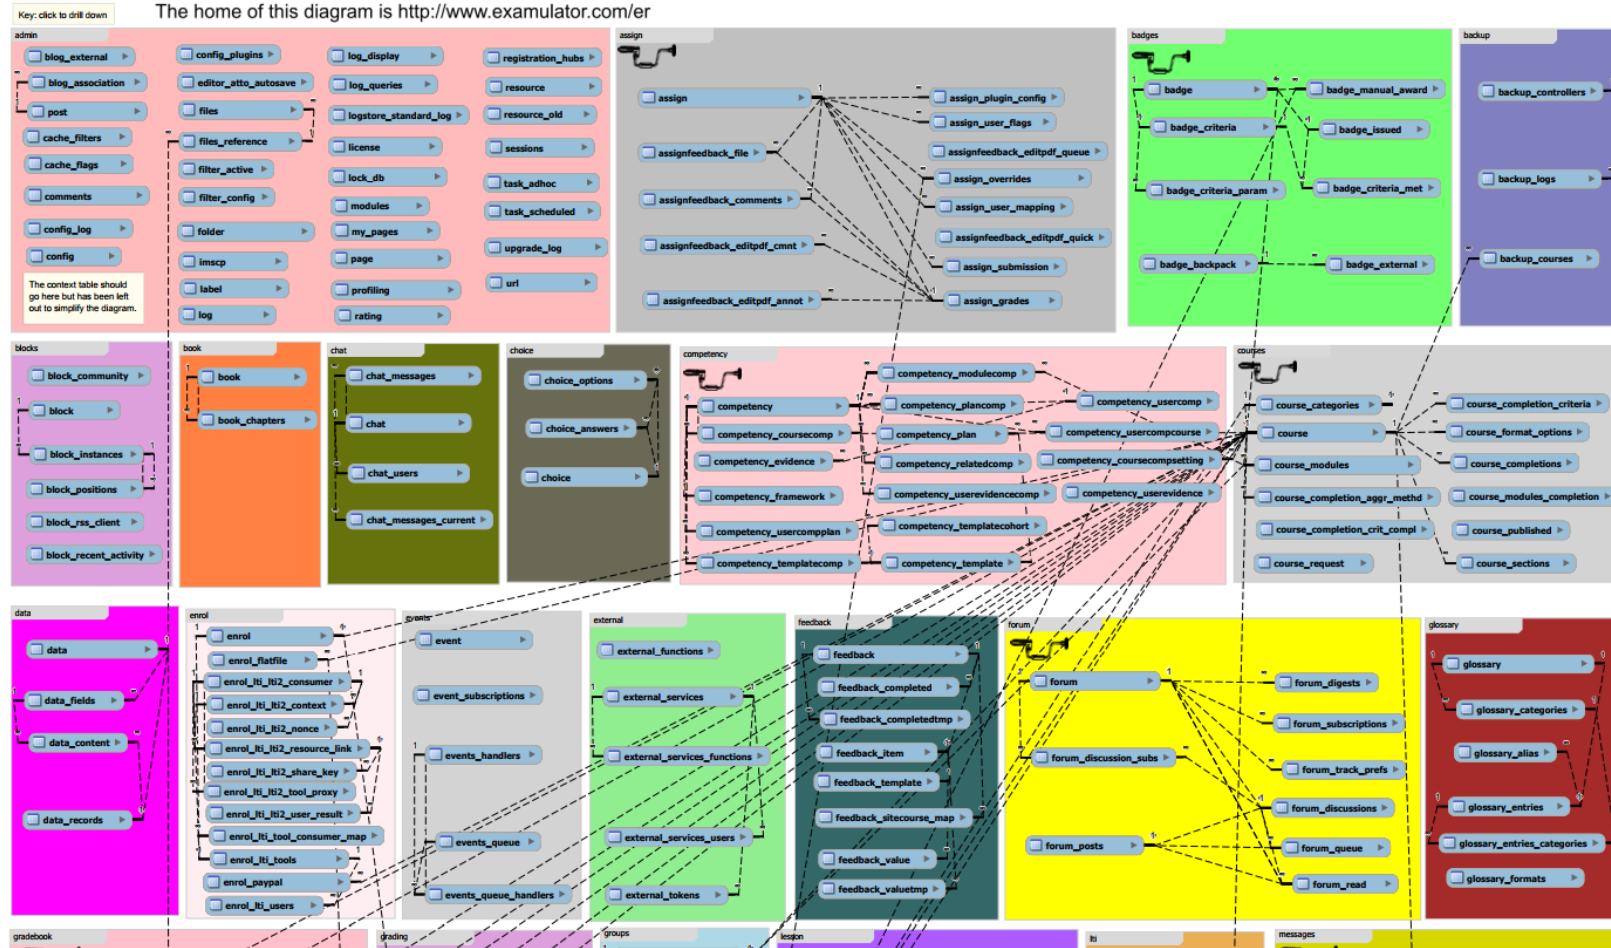 Key: click to drill down
The home of this diagram is http://www.examulator.com/er
admin
blog_external
blog_association
post
cache_filters
cache_flags
comments
config_log
config
The context table should
go here but has been left
out to simplify the diagram.
config_plugins
editor_atto_autosave
files
files_reference
filter_active
filter_config
folder
imscp
label
log
log_display
log_queries
logstore_standard_log
license
lock_db
modules
my_pages
page
profiling
rating
registration_hubs
resource
resource_old
sessions
task_adhoc
task_scheduled
upgrade_log
url
assign
assign
assignfeedback_file
assignfeedback_comments
assignfeedback_editpdf_cmnt
assignfeedback_editpdf_annot
assign_plugin_config
assign_user_flags
assignfeedback_editpdf_queue
assign_overrides
assign_user_mapping
assignfeedback_editpdf_quick
assign_submission
assign_grades
badges
badge
badge_criteria
badge_criteria_param
badge_backpack
badge_manual_award
badge_issued
badge_criteria_met
badge_external
backup
backup_controllers
backup_logs
backup_courses
blocks
block_community
block
block_instances
block_positions
block_rss_client
block_recent_activity
book
book
book_chapters
chat
chat_messages
chat
chat_users
chat_messages_current
choice
choice_options
choice_answers
choice
competency
competency
competency_coursecomp
competency_evidence
competency_framework
competency_usercompplan
competency_templatecomp
competency_modulecomp
competency_plancomp
competency_plan
competency_relatedcomp
competency_userevidencecomp
competency_templatecohort
competency_template
competency_usercomp
competency_usercompcourse
competency_coursecompsetting
competency_userevidence
courses
course_categories
course
course_modules
course_completion_aggr_methd
course_completion_crit_compl
course_request
course_completion_criteria
course_format_options
course_completions
course_modules_completion
course_published
course_sections
data
data
data_fields
data_content
data_records
enrol
enrol
enrol_flatfile
enrol_lti_lti2_consumer
enrol_lti_lti2_context
enrol_lti_lti2_nonce
enrol_lti_lti2_resource_link
enrol_lti_lti2_share_key
enrol_lti_lti2_tool_proxy
enrol_lti_lti2_user_result
enrol_lti_tool_consumer_map
enrol_lti_tools
enrol_paypal
enrol_lti_users
events
event
event_subscriptions
events_handlers
events_queue
events_queue_handlers
external
external_functions
external_services
external_services_functions
external_services_users
external_tokens
feedback
feedback
feedback_completed
feedback_completedtmp
feedback_item
feedback_template
feedback_sitecourse_map
feedback_value
feedback_valuetmp
forum
forum
forum_discussion_subs
forum_posts
forum_digests
forum_subscriptions
forum_track_prefs
forum_discussions
forum_queue
forum_read
glossary
glossary
glossary_categories
glossary_alias
glossary_entries
glossary_entries_categories
glossary_formats
gradebook
grading
groups
lesson
lti
messages